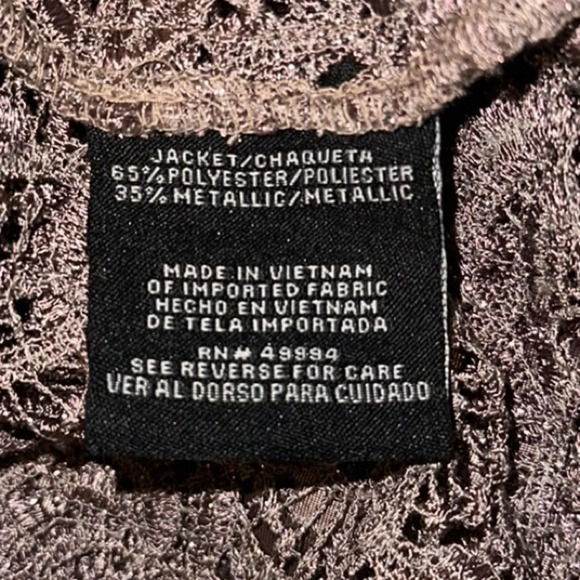 JACKET/CHAQUETA
65% POLYESTER/POLIESTER
35% METALLIC/METALLIC
MADE IN VIETNAM
OF IMPORTED FABRIC
HECHO EN VIETNAM
DE TELA IMPORTADA
RN# 49994
SEE REVERSE FOR CARE
VER AL DORSO PARA CUIDADO